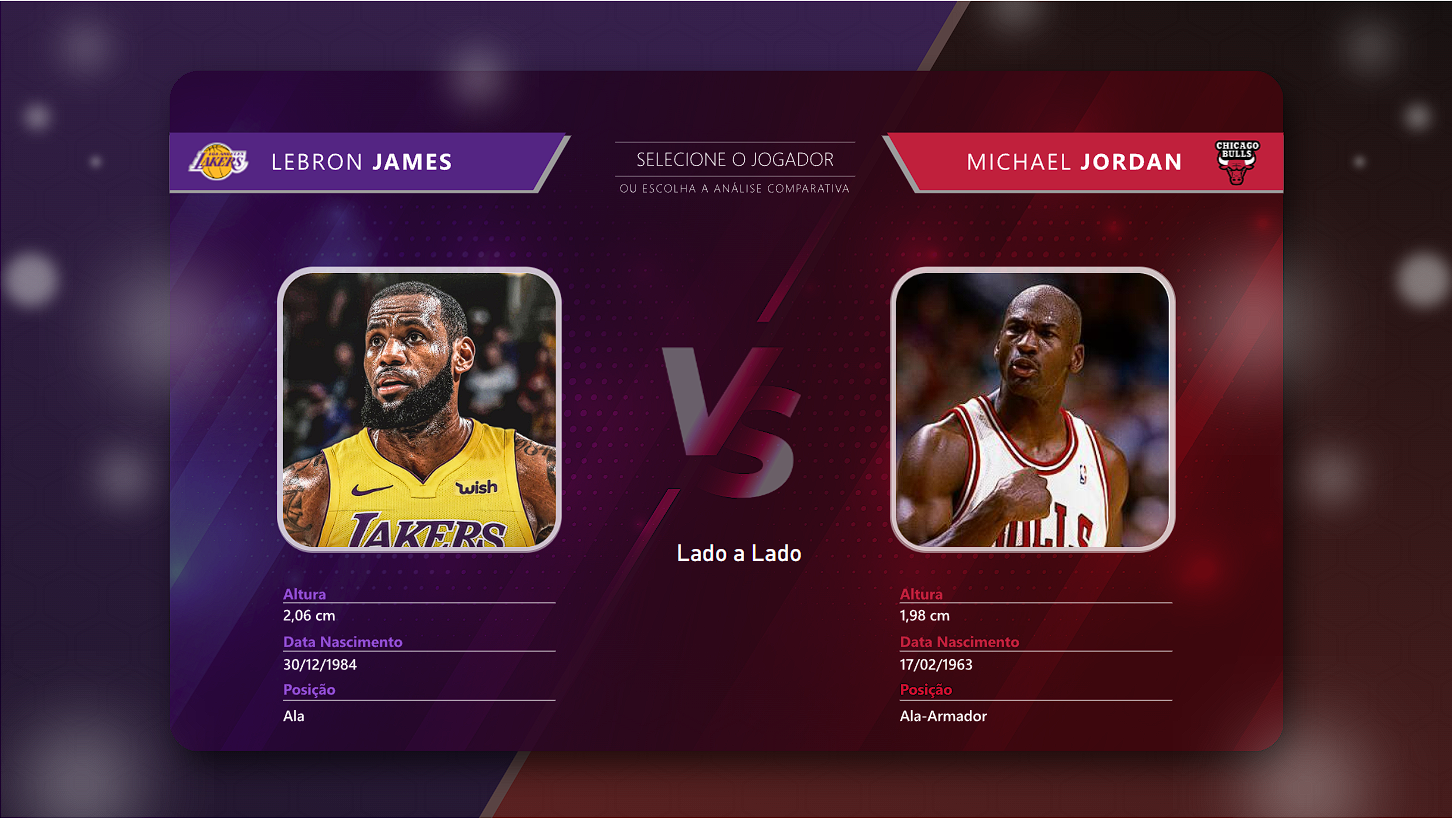 LAKERS
LEBRON JAMES
SELECIONE O JOGADOR
OU ESCOLHA A ANÁLISE COMPARATIVA
MICHAEL JORDAN
CHICAGO
BULLS
VS
wish
LAKERS
BULLS
Lado a Lado
Altura
2,06 cm
Data Nascimento
30/12/1984
Posição
Ala
Altura
1,98 cm
Data Nascimento
17/02/1963
Posição
Ala-Armador